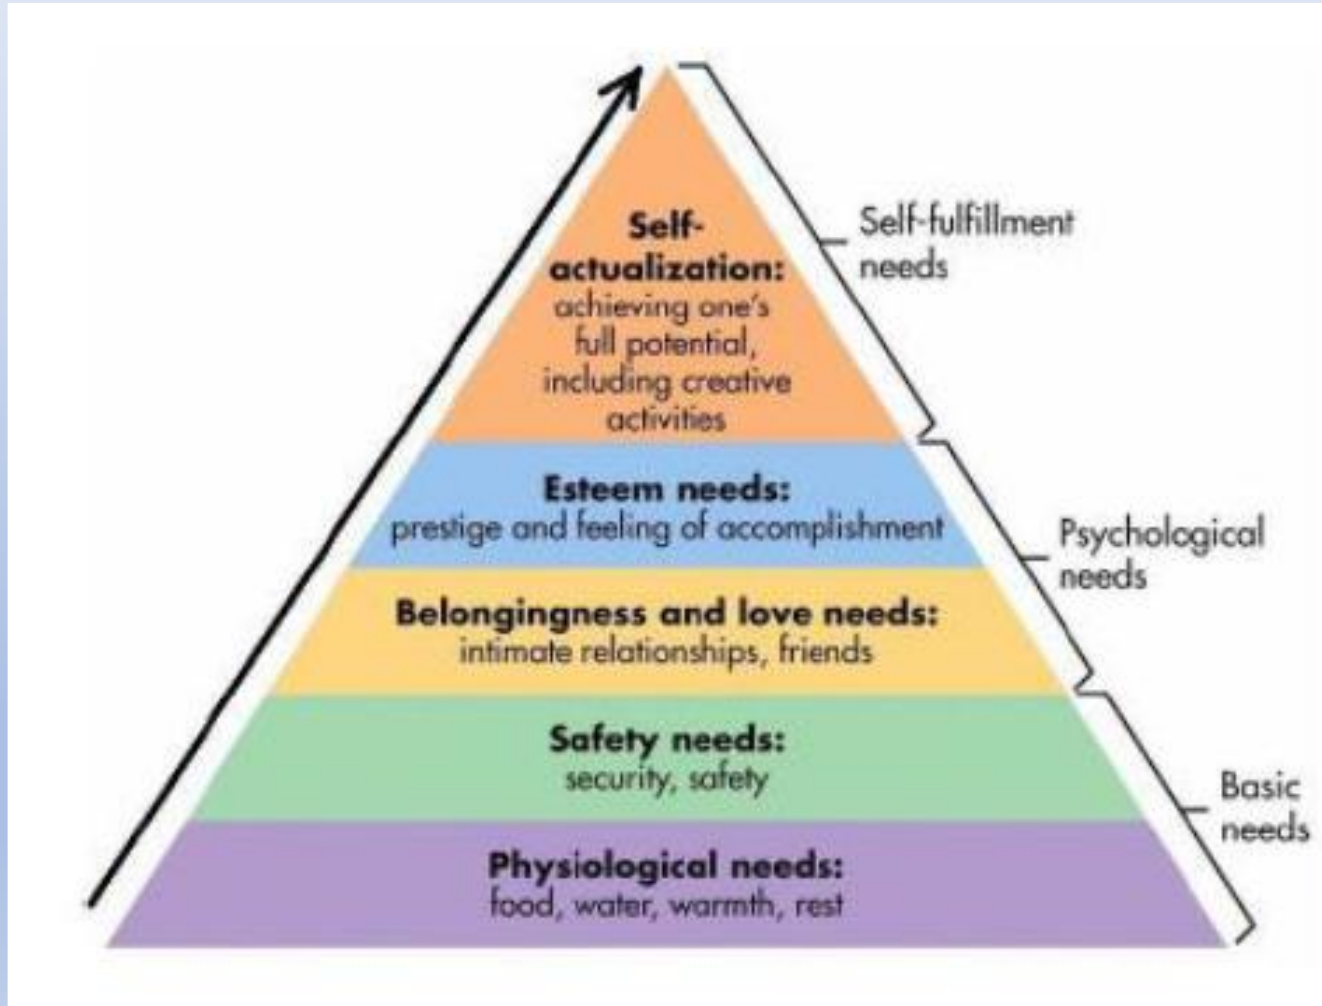 Self-
actualization:
achieving one's
full potential,
including creative
activities
Self-fulfillment
needs
Esteem needs:
prestige and feeling of accomplishment
Psychological
needs
Belongingness and love needs:
intimate relationships, friends
Safety needs:
security, safety
Basic
needs
Physiological needs:
food, water, warmth, rest